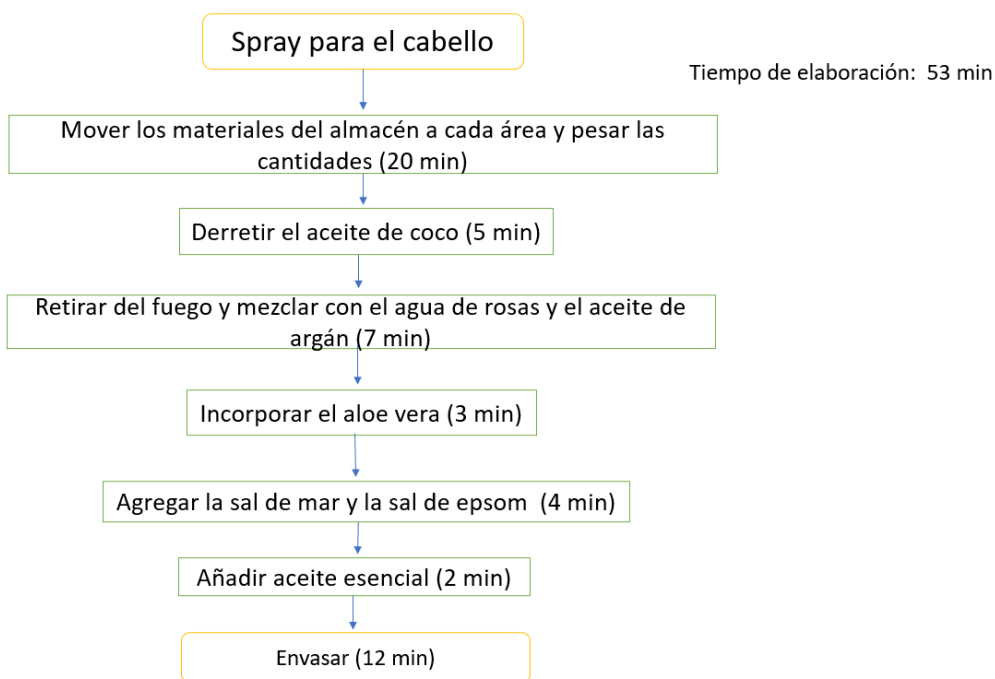 Spray para el cabello
Tiempo de elaboración: 53 min
Mover los materiales del almacén a cada área y pesar las
cantidades (20 min)
Derretir el aceite de coco (5 min)
Retirar del fuego y mezclar con el agua de rosas y el aceite de
argán (7 min)
Incorporar el aloe vera (3 min)
Agregar la sal de mar y la sal de epsom (4 min)
Añadir aceite esencial (2 min)
Envasar (12 min)